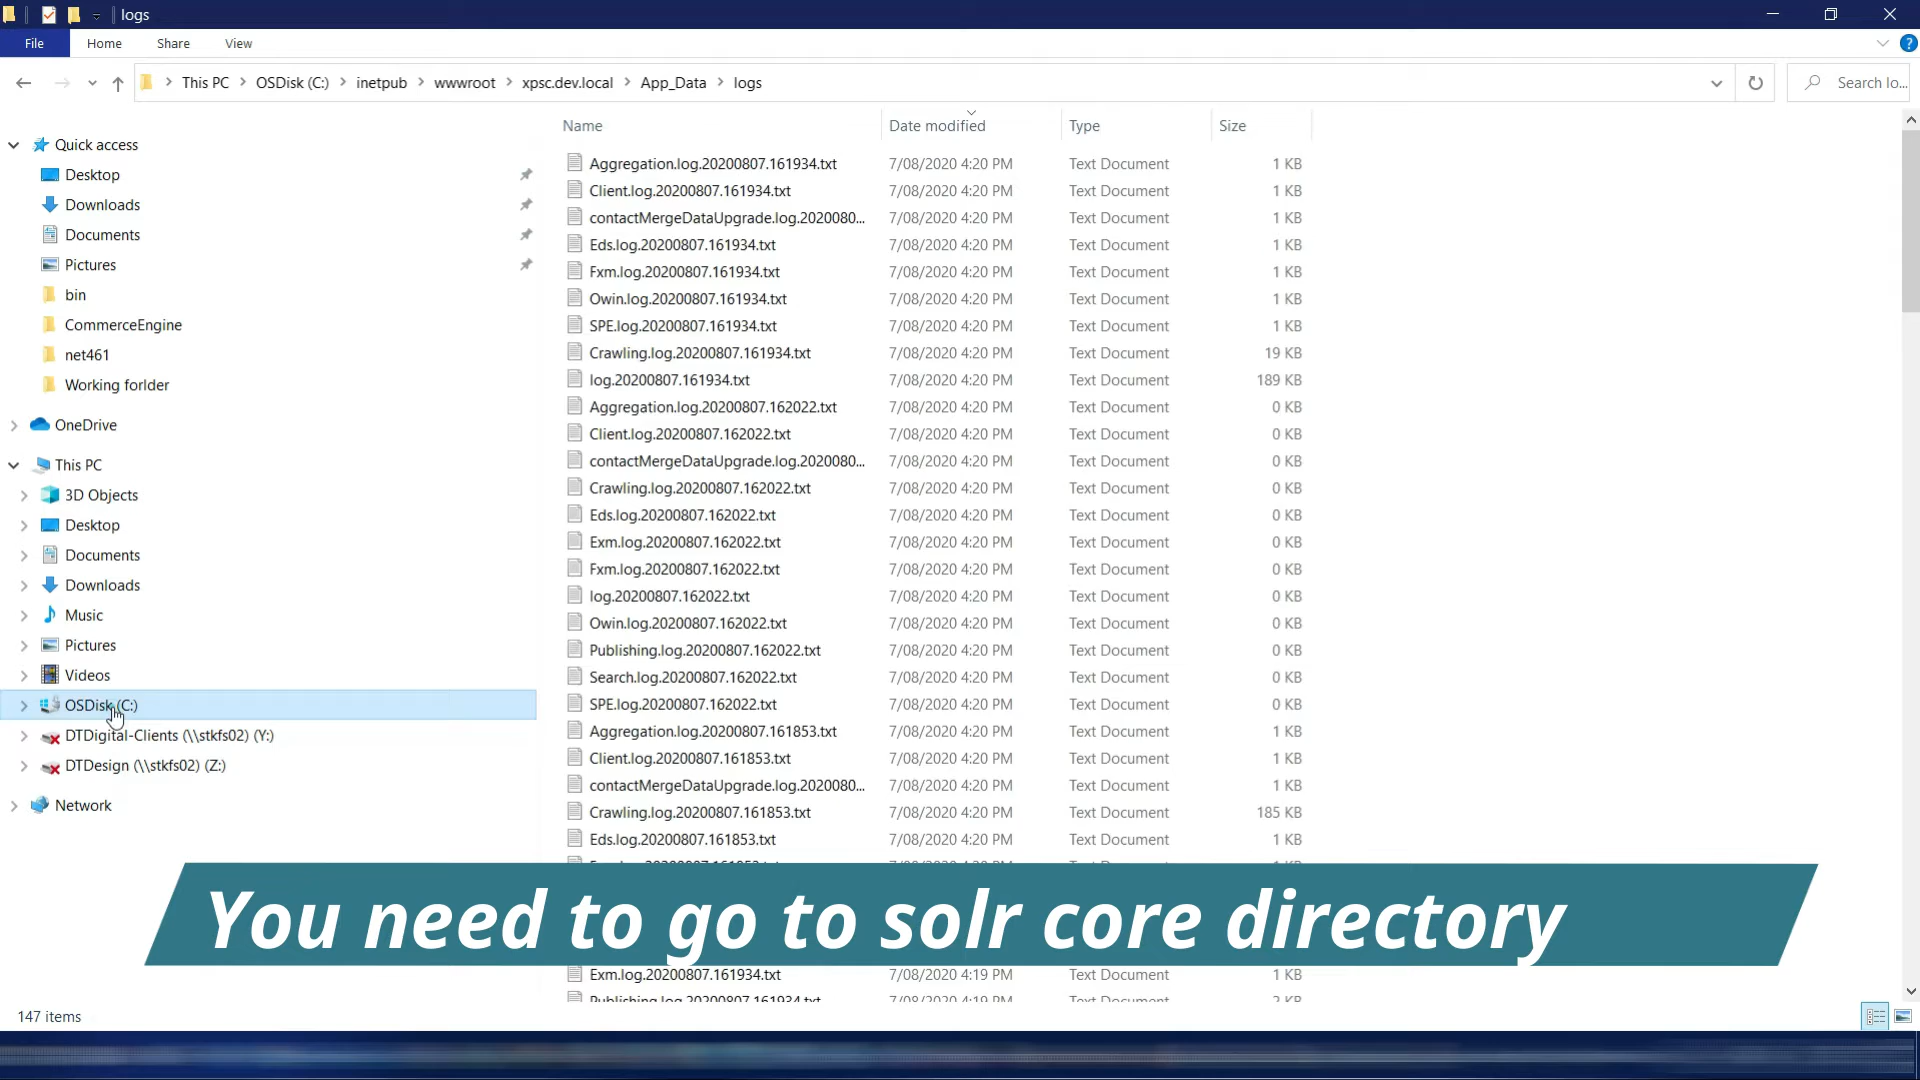 logs
File Home Share View
This PC OSDisk (C:) inetpub wwwroot xpsc.dev.local App_Data logs Search lo...
Name Date modified Type Size
Quick access
Desktop
Downloads
Documents
Pictures
bin
CommerceEngine
net461
Working forlder
OneDrive
This PC
3D Objects
Desktop
Documents
Downloads
Music
Pictures
Videos
OSDisk (C:)
DTDigital-Clients (\\stkfs02) (Y:)
DTDesign (\\stkfs02) (Z:)
Network
Aggregation.log.20200807.161934.txt 7/08/2020 4:20 PM Text Document 1 KB
Client.log.20200807.161934.txt 7/08/2020 4:20 PM Text Document 1 KB
contactMergeDataUpgrade.log.2020080... 7/08/2020 4:20 PM Text Document 1 KB
Eds.log.20200807.161934.txt 7/08/2020 4:20 PM Text Document 1 KB
Fxm.log.20200807.161934.txt 7/08/2020 4:20 PM Text Document 1 KB
Owin.log.20200807.161934.txt 7/08/2020 4:20 PM Text Document 1 KB
SPE.log.20200807.161934.txt 7/08/2020 4:20 PM Text Document 1 KB
Crawling.log.20200807.161934.txt 7/08/2020 4:20 PM Text Document 19 KB
log.20200807.161934.txt 7/08/2020 4:20 PM Text Document 189 KB
Aggregation.log.20200807.162022.txt 7/08/2020 4:20 PM Text Document 0 KB
Client.log.20200807.162022.txt 7/08/2020 4:20 PM Text Document 0 KB
contactMergeDataUpgrade.log.2020080... 7/08/2020 4:20 PM Text Document 0 KB
Crawling.log.20200807.162022.txt 7/08/2020 4:20 PM Text Document 0 KB
Eds.log.20200807.162022.txt 7/08/2020 4:20 PM Text Document 0 KB
Exm.log.20200807.162022.txt 7/08/2020 4:20 PM Text Document 0 KB
Fxm.log.20200807.162022.txt 7/08/2020 4:20 PM Text Document 0 KB
log.20200807.162022.txt 7/08/2020 4:20 PM Text Document 0 KB
Owin.log.20200807.162022.txt 7/08/2020 4:20 PM Text Document 0 KB
Publishing.log.20200807.162022.txt 7/08/2020 4:20 PM Text Document 0 KB
Search.log.20200807.162022.txt 7/08/2020 4:20 PM Text Document 0 KB
SPE.log.20200807.162022.txt 7/08/2020 4:20 PM Text Document 0 KB
Aggregation.log.20200807.161853.txt 7/08/2020 4:20 PM Text Document 1 KB
Client.log.20200807.161853.txt 7/08/2020 4:20 PM Text Document 1 KB
contactMergeDataUpgrade.log.2020080... 7/08/2020 4:20 PM Text Document 1 KB
Crawling.log.20200807.161853.txt 7/08/2020 4:20 PM Text Document 185 KB
Eds.log.20200807.161853.txt 7/08/2020 4:20 PM Text Document 1 KB
You need to go to solr core directory
Exm.log.20200807.161934.txt 7/08/2020 4:19 PM Text Document 1 KB
Publishing.log.20200807.161934.txt 7/08/2020 4:19 PM Text Document 2 KB
147 items